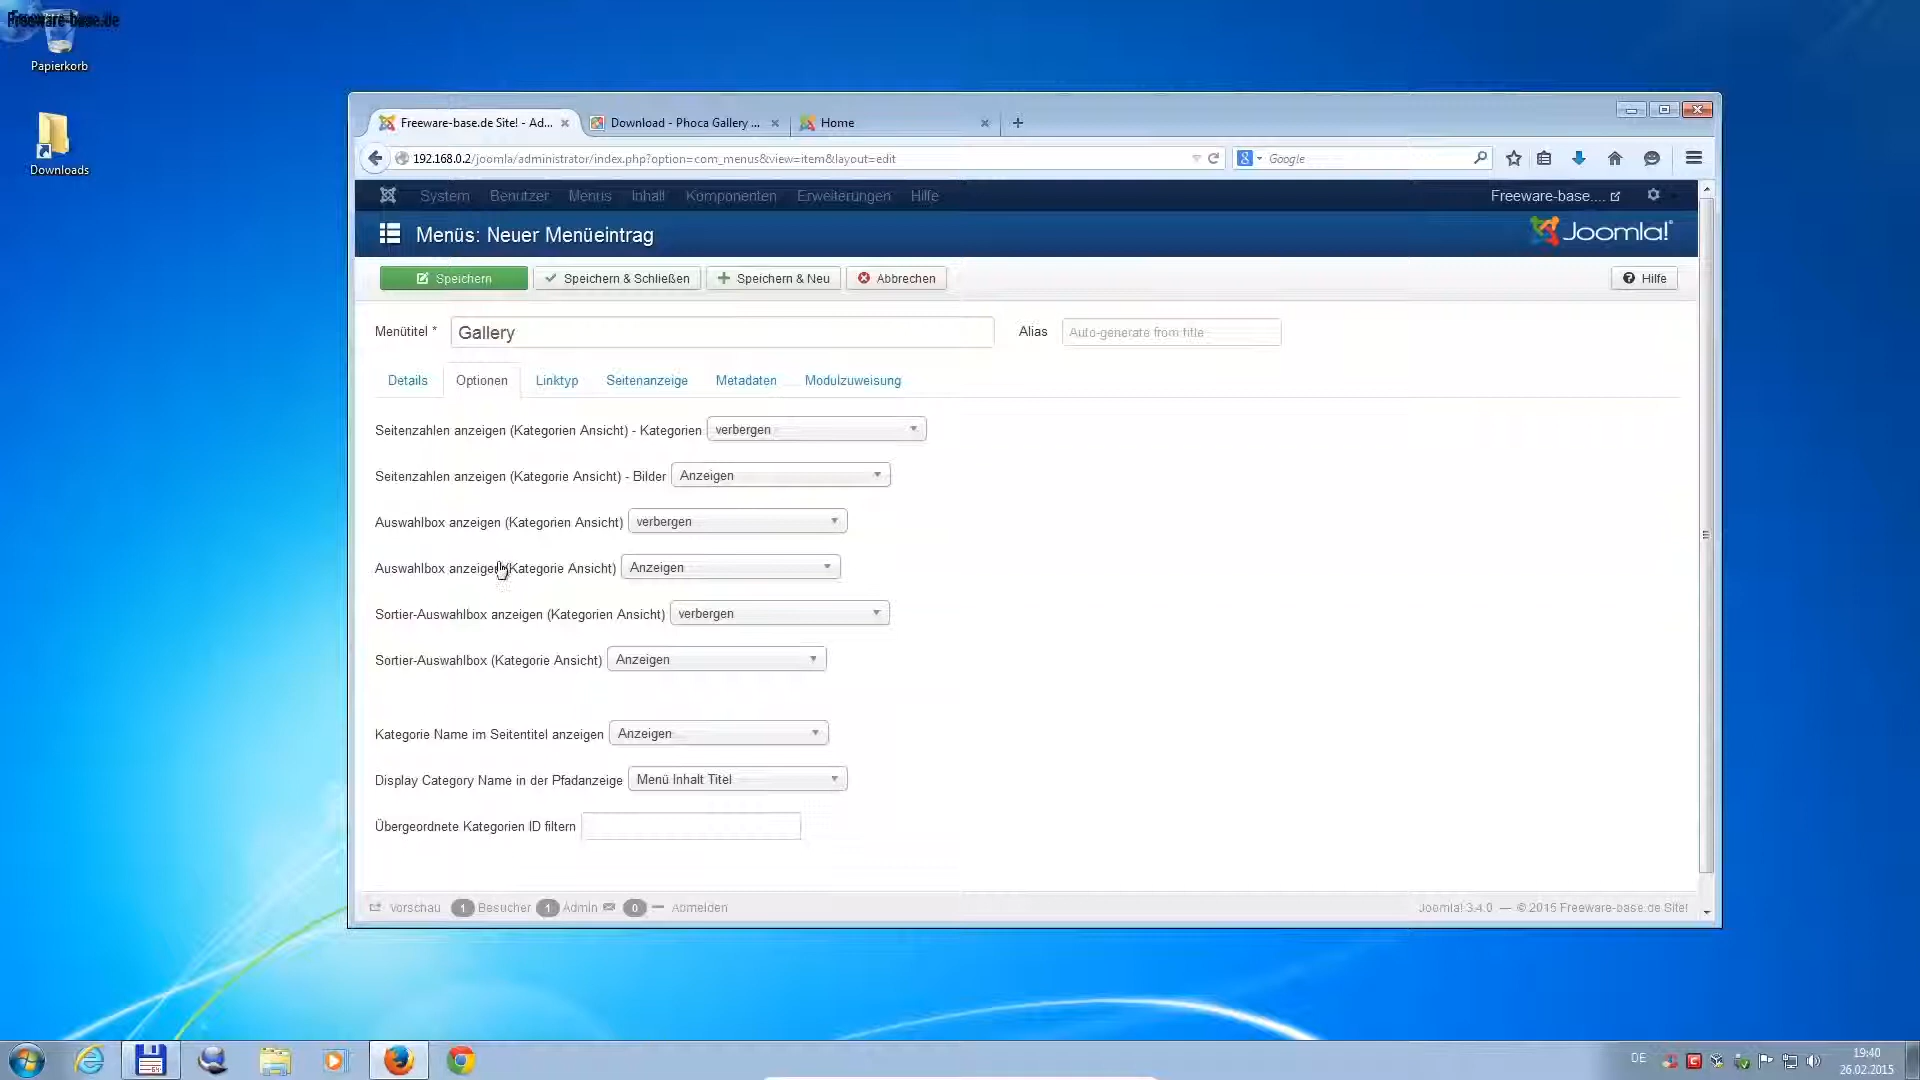 Freeware-base.de
Papierkorb
Downloads
Freeware-base.de Site! - Ad...
Download - Phoca Gallery ...
Home
192.168.0.2/joomla/administrator/index.php?option=com_menus&view=item&layout=edit
Google
System Benutzer Menüs Inhalt Komponenten Erweiterungen Hilfe
Freeware-base....
Menüs: Neuer Menüeintrag
Joomla!
Speichern
Speichern & Schließen
Speichern & Neu
Abbrechen
Hilfe
Menütitel * Gallery
Alias Auto-generate from title
Details Optionen Linktyp Seitenanzeige Metadaten Modulzuweisung
Seitenzahlen anzeigen (Kategorien Ansicht) - Kategorien verbergen
Seitenzahlen anzeigen (Kategorie Ansicht) - Bilder Anzeigen
Auswahlbox anzeigen (Kategorien Ansicht) verbergen
Auswahlbox anzeigen (Kategorie Ansicht) Anzeigen
Sortier-Auswahlbox anzeigen (Kategorien Ansicht) verbergen
Sortier-Auswahlbox (Kategorie Ansicht) Anzeigen
Kategorie Name im Seitentitel anzeigen Anzeigen
Display Category Name in der Pfadanzeige Menü Inhalt Titel
Übergeordnete Kategorien ID filtern
Vorschau 1 Besucher 1 Admin 0 Abmelden
Joomla! 3.4.0 — © 2015 Freeware-base.de Site!
64
DE
19:40
26.02.2015